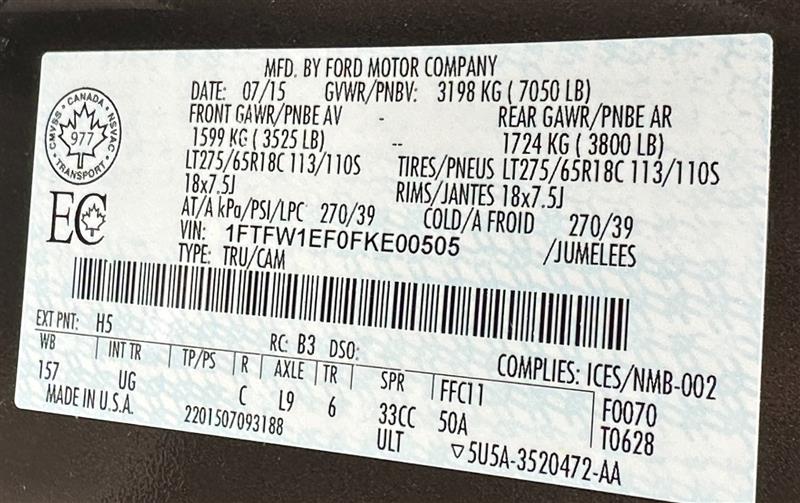 MFD. BY FORD MOTOR COMPANY
DATE: 07/15 GVWR/PNBV: 3198 KG ( 7050 LB)
FRONT GAWR/PNBE AV - REAR GAWR/PNBE AR
1599 KG ( 3525 LB) -- 1724 KG ( 3800 LB)
LT275/65R18C 113/110S TIRES/PNEUS LT275/65R18C 113/110S
18x7.5J RIMS/JANTES 18x7.5J
AT/A kPa/PSI/LPC 270/39 COLD/A FROID 270/39
VIN: 1FTFW1EF0FKE00505 /JUMELEES
TYPE: TRU/CAM
CANADA
CMVSS NSVAC
977
TRANSPORT
EC
EXT PNT: H5 RC: B3 DSO:
WB INT TR TP/PS R AXLE TR SPR COMPLIES: ICES/NMB-002
157 UG C L9 6 33CC FFC11 F0070
MADE IN U.S.A. 2201507093188 ULT 50A T0628
▽5U5A-3520472-AA